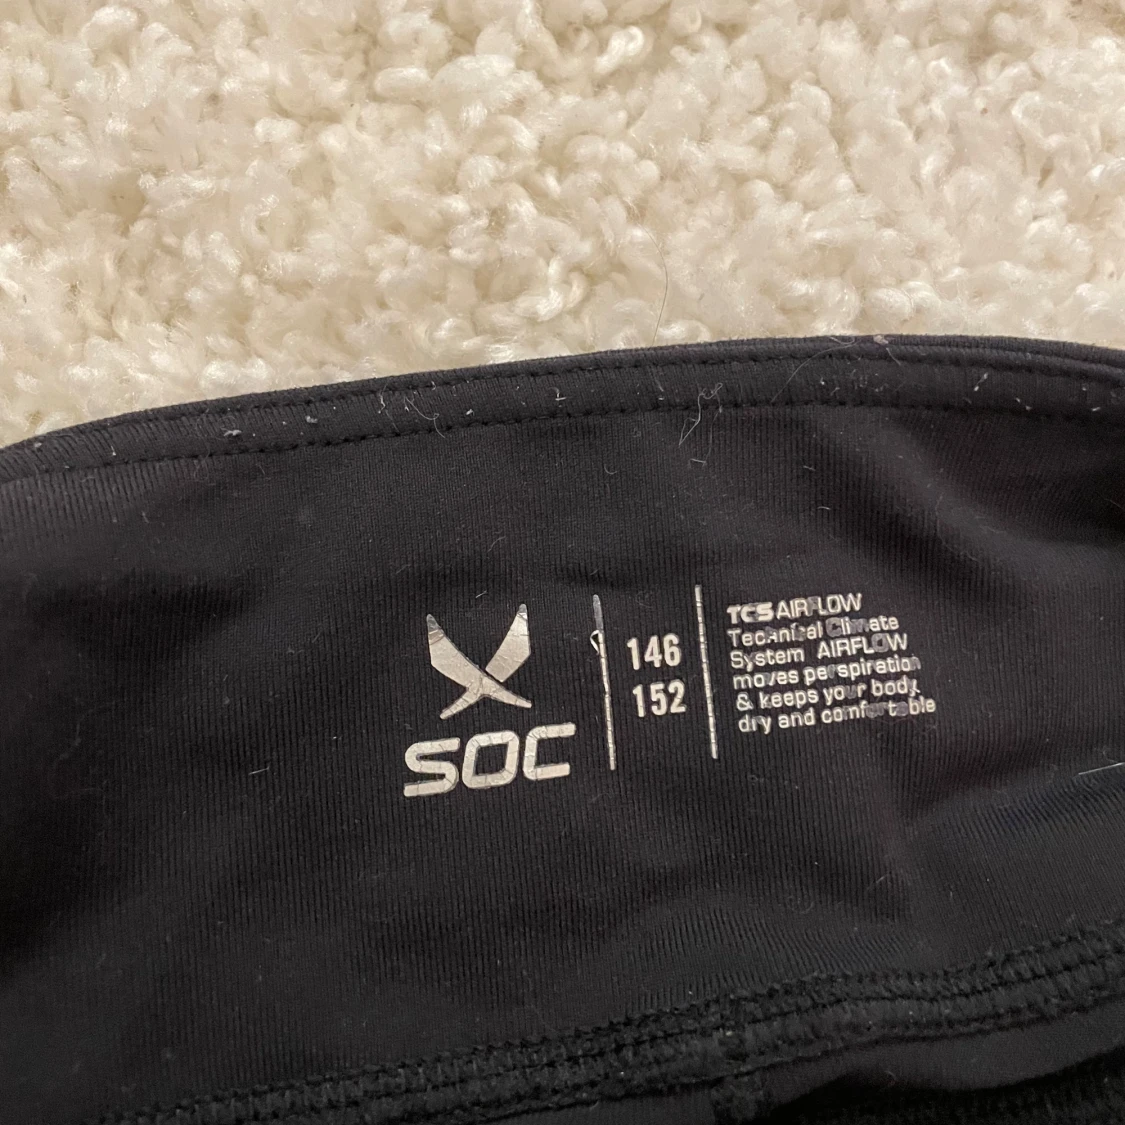 SOC
146
152
TCS AIRFLOW
Technical Climate
System AIRFLOW
moves perspiration
& keeps your body
dry and comfortable